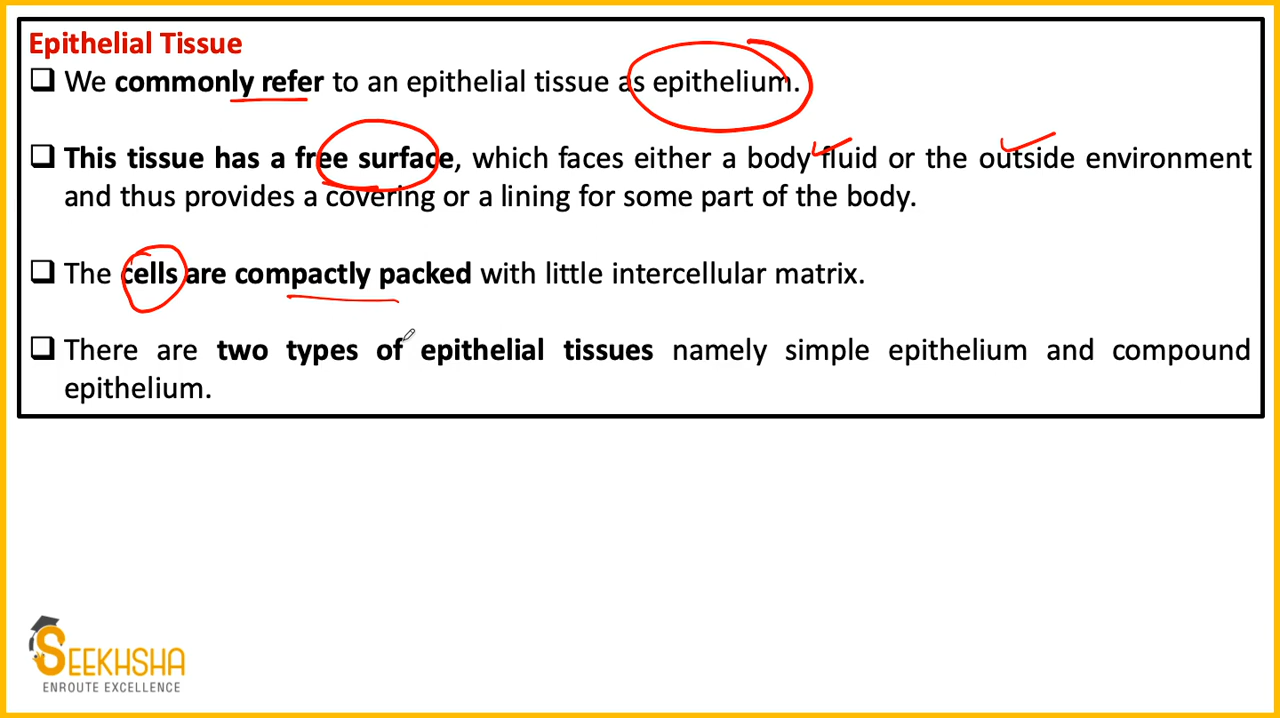 Epithelial Tissue
❑ We commonly refer to an epithelial tissue as epithelium.
❑ This tissue has a free surface, which faces either a body fluid or the outside environment
and thus provides a covering or a lining for some part of the body.
❑ The cells are compactly packed with little intercellular matrix.
❑ There are two types of epithelial tissues namely simple epithelium and compound
epithelium.
SEEKHSHA
ENROUTE EXCELLENCE